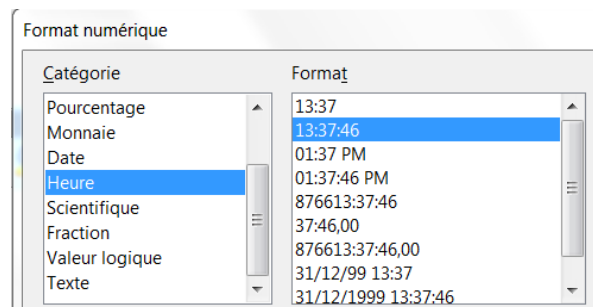 Format numérique
Catégorie
Pourcentage
Monnaie
Date
Heure
Scientifique
Fraction
Valeur logique
Texte
Format
13:37
13:37:46
01:37 PM
01:37:46 PM
876613:37:46
37:46,00
876613:37:46,00
31/12/99 13:37
31/12/1999 13:37:46